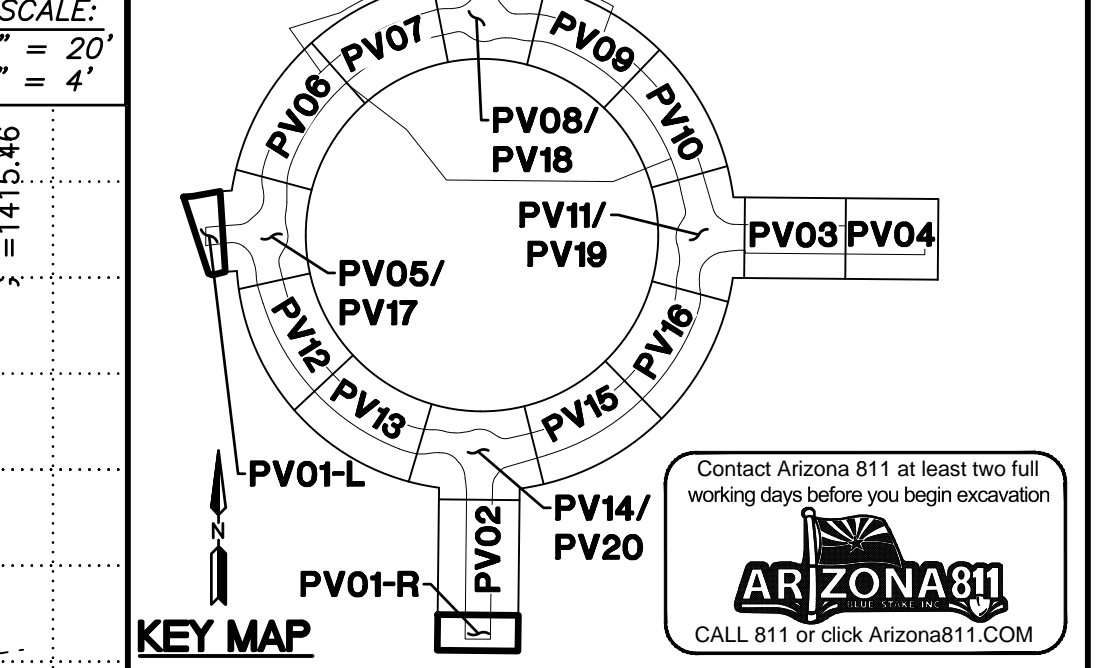 SCALE:
" = 20'
" = 4'
=1415.46
PV07
PV09
PV06
PV10
PV08/
PV18
PV11/
PV19
PV03
PV04
PV05/
PV17
PV12
PV16
PV13
PV15
PV01-L
PV14/
PV20
PV02
PV01-R
N
KEY MAP
Contact Arizona 811 at least two full
working days before you begin excavation
ARIZONA811
BLUE STAKE INC
CALL 811 or click Arizona811.COM